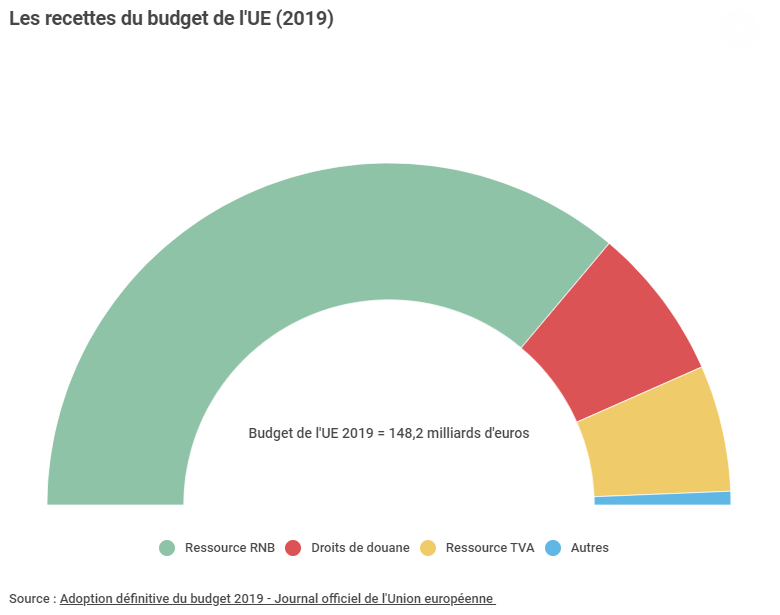 Les recettes du budget de l'UE (2019)
Budget de l'UE 2019 = 148,2 milliards d'euros
Ressource RNB Droits de douane Ressource TVA Autres
Source : Adoption définitive du budget 2019 - Journal officiel de l'Union européenne